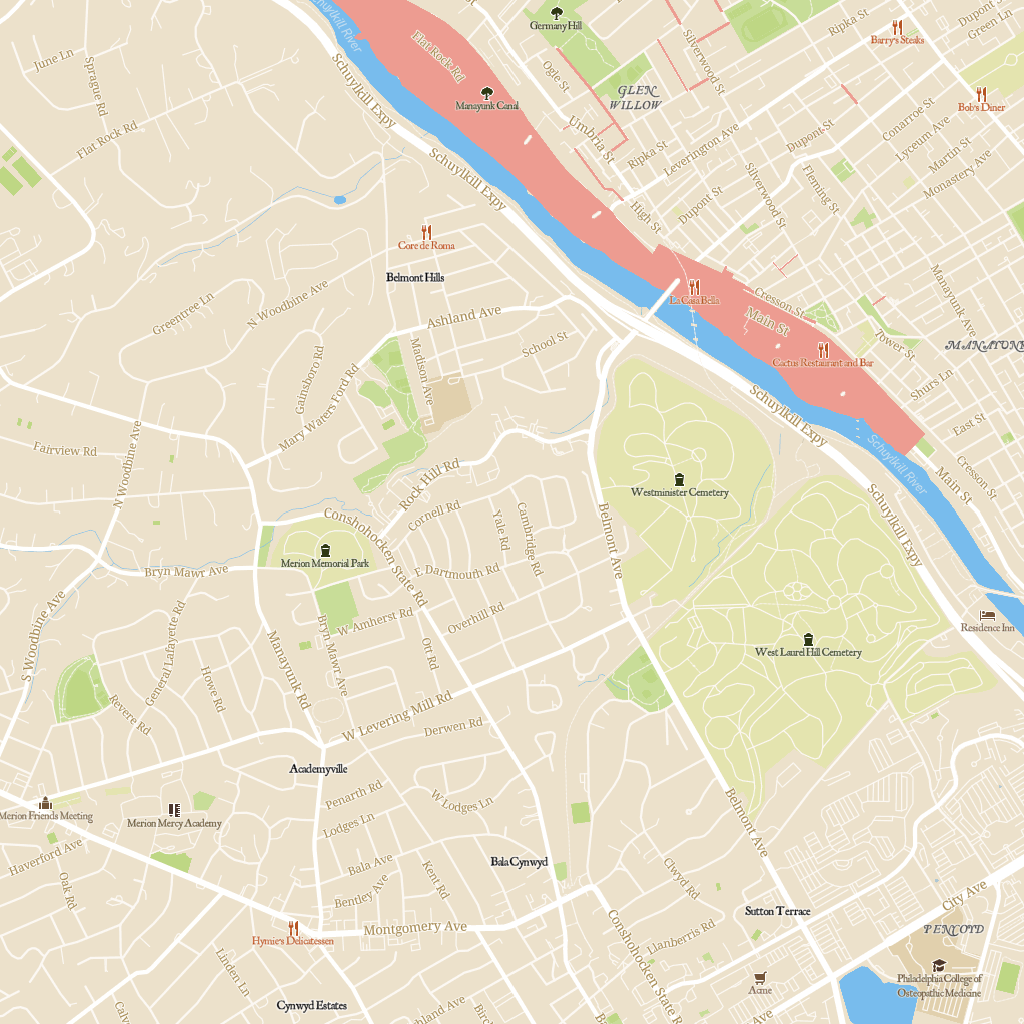 Schuylkill River
Germany Hill
Ripka St
Dupont St
Green Ln
Barry's Steaks
June Ln
Sprague Rd
Flat Rock Rd
Schuylkill Expy
Ogle St
Silverwood St
GLEN
WILLOW
Manayunk Canal
Bob's Diner
Conarroe St
Lyceum Ave
Martin St
Monastery Ave
Umbria St
Ripka St
Leverington Ave
Dupont St
Flat Rock Rd
Schuylkill Expy
Silverwood St
Fleming St
High St
Dupont St
Core de Roma
Belmont Hills
Greentree Ln
N Woodbine Ave
Ashland Ave
School St
La Casa Bella
Cresson St
Main St
Manayunk Ave
MANAYUNK
Tower St
Cactus Restaurant and Bar
Shurs Ln
Gainsboro Rd
Mary Waters Ford Rd
Madison Ave
Schuylkill Expy
East St
Fairview Rd
N Woodbine Ave
Rock Hill Rd
Westminister Cemetery
Schuylkill River
Cresson St
Main St
Schuylkill Expy
Conshohocken State Rd
Cornell Rd
Yale Rd
Cambridge Rd
Belmont Ave
Merion Memorial Park
Bryn Mawr Ave
E Dartmouth Rd
S Woodbine Ave
General Lafayette Rd
Bryn Mawr Ave
W Amherst Rd
Overhill Rd
Residence Inn
Manayunk Rd
Ott Rd
West Laurel Hill Cemetery
Howe Rd
Revere Rd
W Levering Mill Rd
Derwen Rd
Academyville
Penarth Rd
W Lodges Ln
Belmont Ave
Merion Friends Meeting
Merion Mercy Academy
Lodges Ln
Haverford Ave
Bala Ave
Bala Cynwyd
Oak Rd
Bentley Ave
Kent Rd
Clwyd Rd
City Ave
Sutton Terrace
PENCOYD
Hymie's Delicatessen
Montgomery Ave
Conshohocken State Rd
Llanberris Rd
Linden Ln
Acme
Philadelphia College of
Osteopathic Medicine
Cynwyd Estates
Schuyl